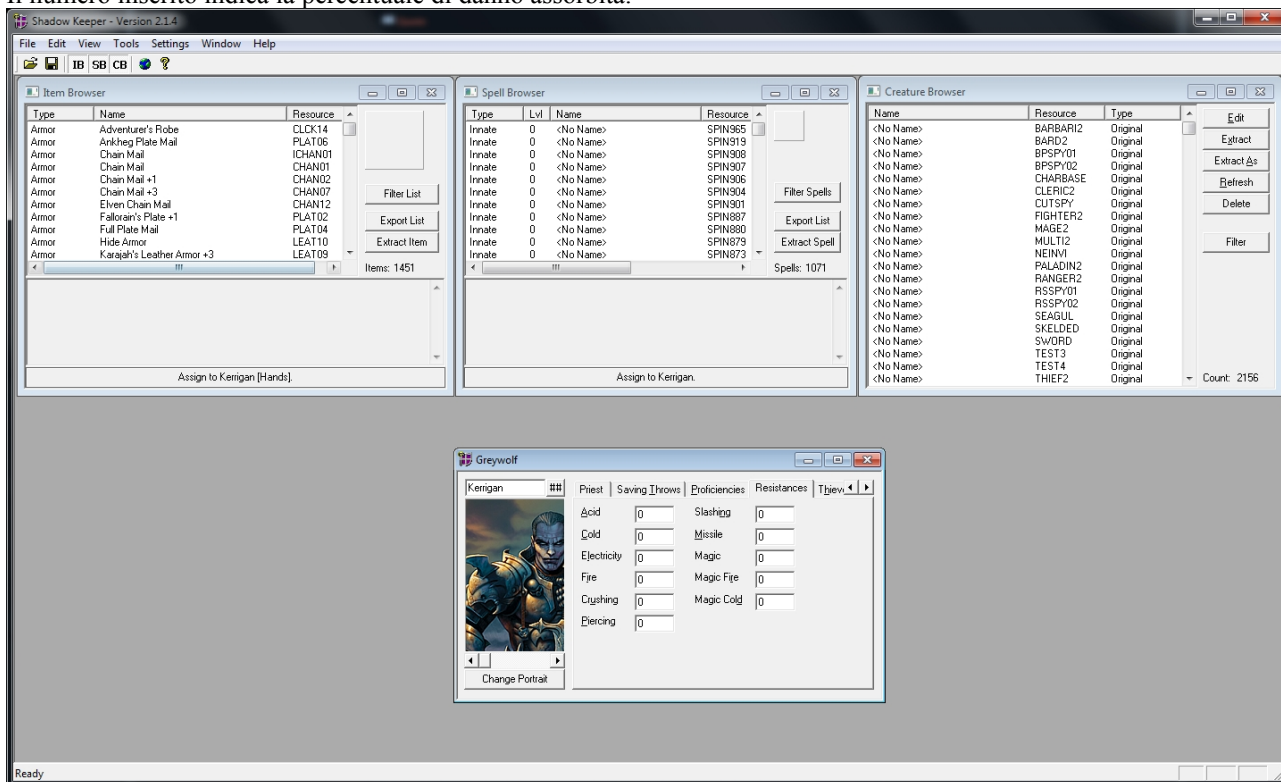 Il numero inserito indica la percentuale di danno assorbita.
Shadow Keeper - Version 2.1.4
File Edit View Tools Settings Window Help
IB SB CB
Item Browser
Type Name Resource
Armor Adventurer's Robe CLCK14
Armor Ankheg Plate Mail PLAT06
Armor Chain Mail ICHAN01
Armor Chain Mail CHAN01
Armor Chain Mail +1 CHAN02
Armor Chain Mail +3 CHAN07
Armor Elven Chain Mail CHAN12
Armor Fallorain's Plate +1 PLAT02
Armor Full Plate Mail PLAT04
Armor Hide Armor LEAT10
Armor Karajah's Leather Armor +3 LEAT09
Filter List
Export List
Extract Item
Items: 1451
Assign to Kerrigan [Hands].
Spell Browser
Type Lvl Name Resource
Innate 0 <No Name> SPIN965
Innate 0 <No Name> SPIN919
Innate 0 <No Name> SPIN908
Innate 0 <No Name> SPIN907
Innate 0 <No Name> SPIN906
Innate 0 <No Name> SPIN904
Innate 0 <No Name> SPIN901
Innate 0 <No Name> SPIN887
Innate 0 <No Name> SPIN880
Innate 0 <No Name> SPIN879
Innate 0 <No Name> SPIN873
Filter Spells
Export List
Extract Spell
Spells: 1071
Assign to Kerrigan.
Creature Browser
Name Resource Type
<No Name> BARBARI2 Original
<No Name> BARD2 Original
<No Name> BPSPY01 Original
<No Name> BPSPY02 Original
<No Name> CHARBASE Original
<No Name> CLERIC2 Original
<No Name> CUTSPY Original
<No Name> FIGHTER2 Original
<No Name> MAGE2 Original
<No Name> MULTI2 Original
<No Name> NEINVI Original
<No Name> PALADIN2 Original
<No Name> RANGER2 Original
<No Name> RSSPY01 Original
<No Name> RSSPY02 Original
<No Name> SEAGUL Original
<No Name> SKELDED Original
<No Name> SWORD Original
<No Name> TEST3 Original
<No Name> TEST4 Original
<No Name> THIEF2 Original
Edit
Extract
Extract As
Refresh
Delete
Filter
Count: 2156
Greywolf
Kerrigan ##
Change Portrait
Priest Saving Throws Proficiencies Resistances Thiev
Acid 0 Slashing 0
Cold 0 Missile 0
Electricity 0 Magic 0
Fire 0 Magic Fire 0
Crushing 0 Magic Cold 0
Piercing 0
Ready